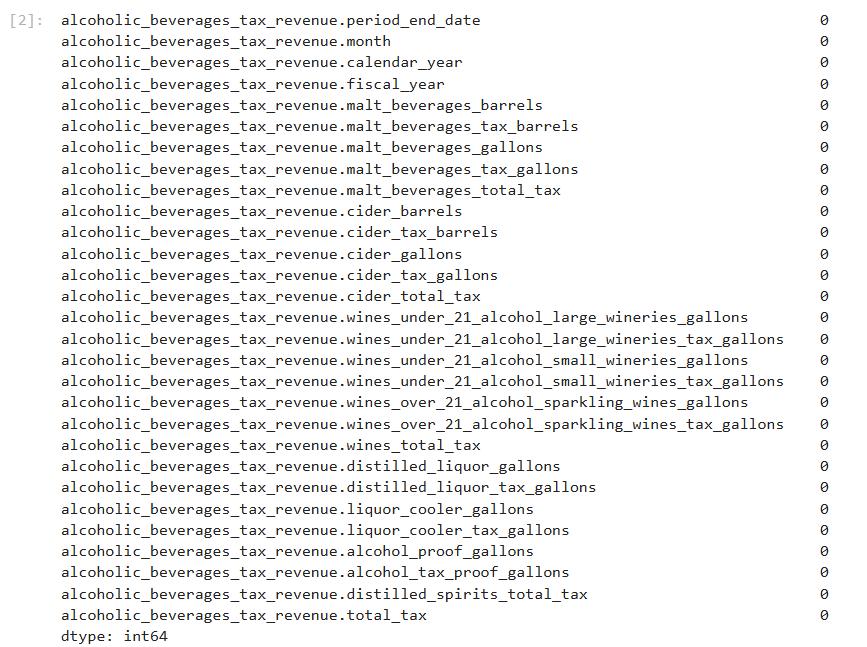 [2]: alcoholic_beverages_tax_revenue.period_end_date 0
alcoholic_beverages_tax_revenue.month 0
alcoholic_beverages_tax_revenue.calendar_year 0
alcoholic_beverages_tax_revenue.fiscal_year 0
alcoholic_beverages_tax_revenue.malt_beverages_barrels 0
alcoholic_beverages_tax_revenue.malt_beverages_tax_barrels 0
alcoholic_beverages_tax_revenue.malt_beverages_gallons 0
alcoholic_beverages_tax_revenue.malt_beverages_tax_gallons 0
alcoholic_beverages_tax_revenue.malt_beverages_total_tax 0
alcoholic_beverages_tax_revenue.cider_barrels 0
alcoholic_beverages_tax_revenue.cider_tax_barrels 0
alcoholic_beverages_tax_revenue.cider_gallons 0
alcoholic_beverages_tax_revenue.cider_tax_gallons 0
alcoholic_beverages_tax_revenue.cider_total_tax 0
alcoholic_beverages_tax_revenue.wines_under_21_alcohol_large_wineries_gallons 0
alcoholic_beverages_tax_revenue.wines_under_21_alcohol_large_wineries_tax_gallons 0
alcoholic_beverages_tax_revenue.wines_under_21_alcohol_small_wineries_gallons 0
alcoholic_beverages_tax_revenue.wines_under_21_alcohol_small_wineries_tax_gallons 0
alcoholic_beverages_tax_revenue.wines_over_21_alcohol_sparkling_wines_gallons 0
alcoholic_beverages_tax_revenue.wines_over_21_alcohol_sparkling_wines_tax_gallons 0
alcoholic_beverages_tax_revenue.wines_total_tax 0
alcoholic_beverages_tax_revenue.distilled_liquor_gallons 0
alcoholic_beverages_tax_revenue.distilled_liquor_tax_gallons 0
alcoholic_beverages_tax_revenue.liquor_cooler_gallons 0
alcoholic_beverages_tax_revenue.liquor_cooler_tax_gallons 0
alcoholic_beverages_tax_revenue.alcohol_proof_gallons 0
alcoholic_beverages_tax_revenue.alcohol_tax_proof_gallons 0
alcoholic_beverages_tax_revenue.distilled_spirits_total_tax 0
alcoholic_beverages_tax_revenue.total_tax 0
dtype: int64